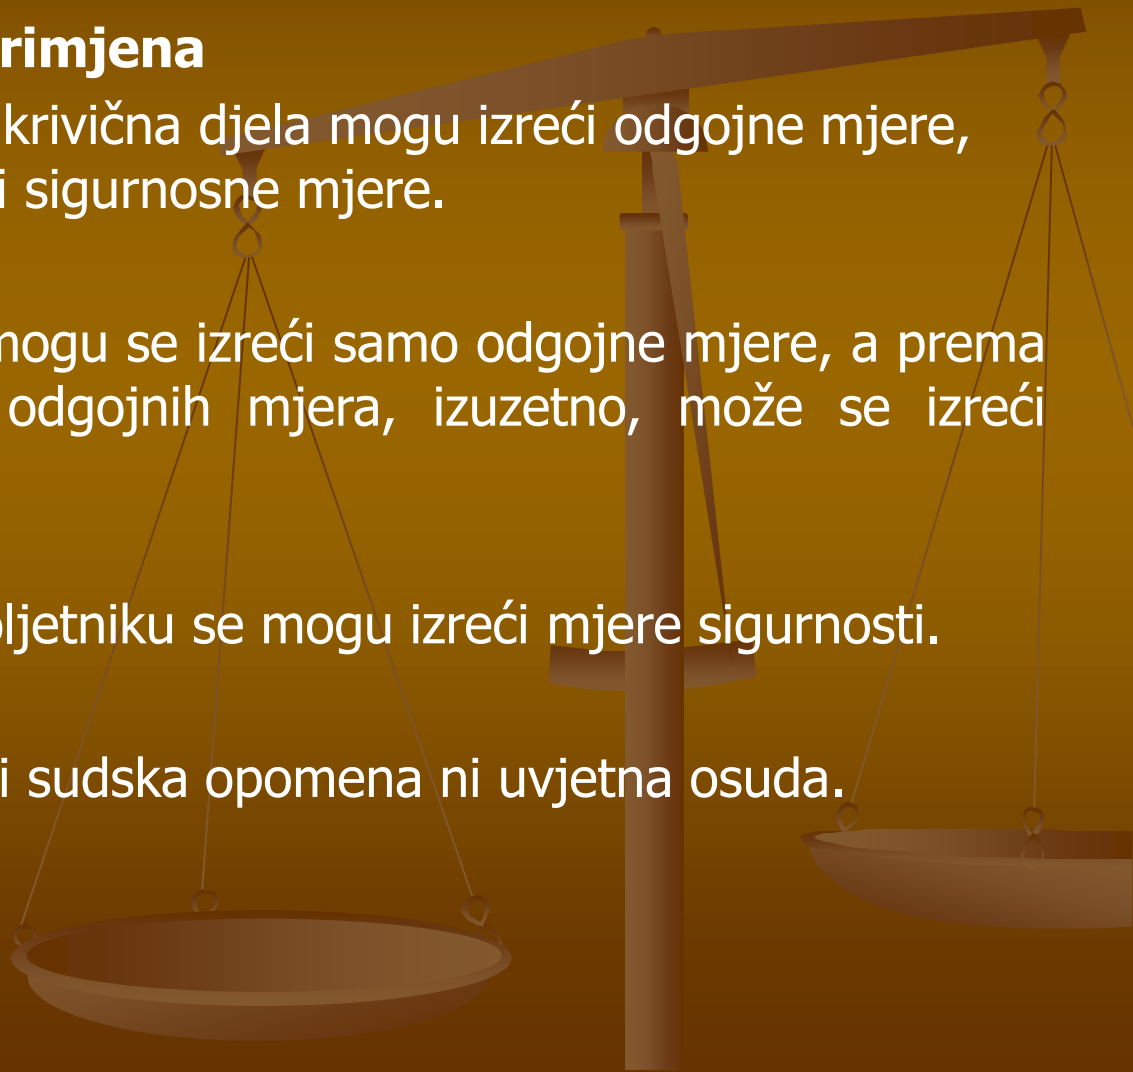 rimjena
krivična djela mogu izreći odgojne mjere,
i sigurnosne mjere.
mogu se izreći samo odgojne mjere, a prema
odgojnih mjera, izuzetno, može se izreći
oljetniku se mogu izreći mjere sigurnosti.
i sudska opomena ni uvjetna osuda.